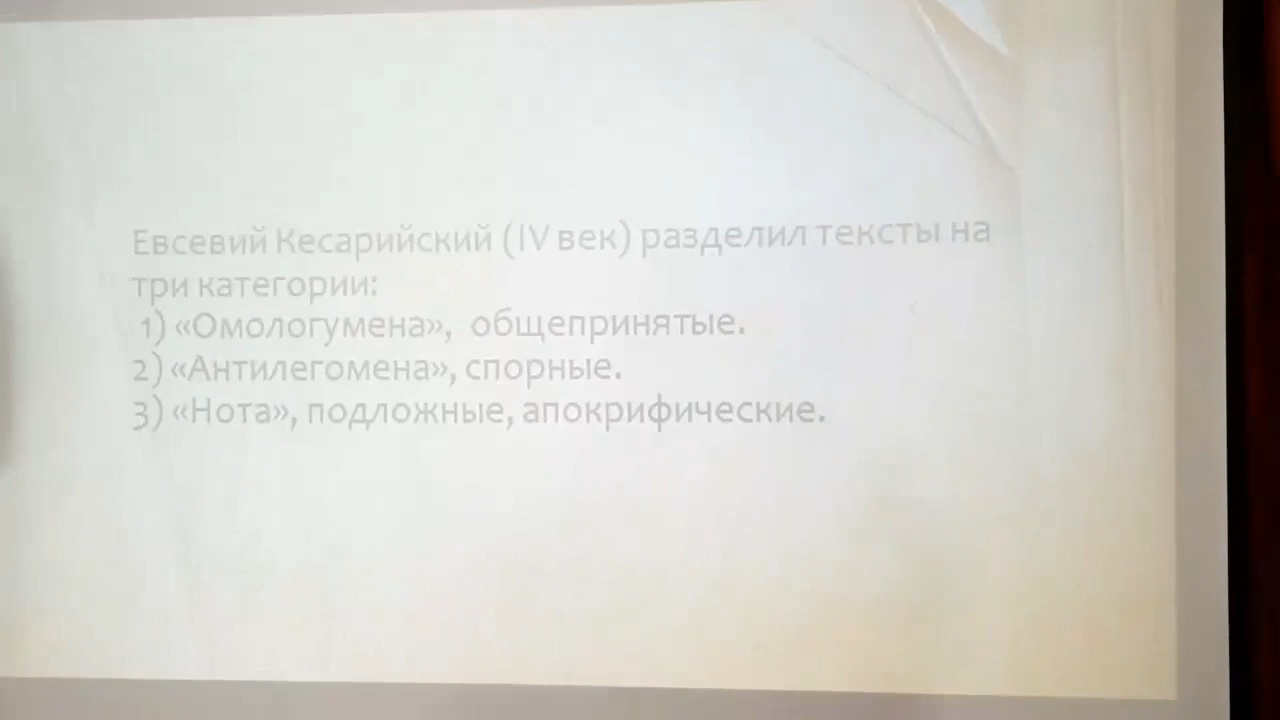 Евсевий Кесарийский (IV век) разделил тексты на
три категории:
1) «Омологумена», общепринятые.
2) «Антилегомена», спорные.
3) «Нота», подложные, апокрифические.